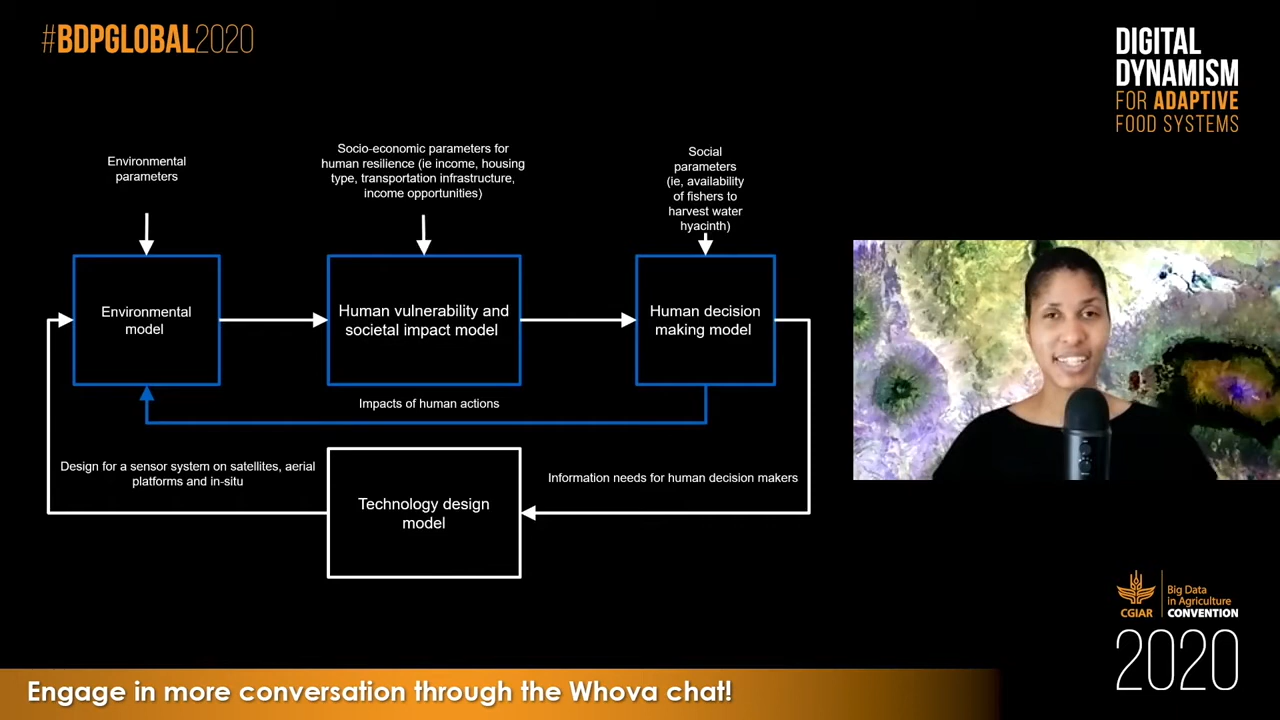 #BDPGLOBAL2020
DIGITAL
DYNAMISM
FOR ADAPTIVE
FOOD SYSTEMS
Environmental
parameters
Socio-economic parameters for
human resilience (ie income, housing
type, transportation infrastructure,
income opportunities)
Social
parameters
(ie, availability
of fishers to
harvest water
hyacinth)
Environmental
model
Human vulnerability and
societal impact model
Human decision
making model
Impacts of human actions
Design for a sensor system on satellites, aerial
platforms and in-situ
Information needs for human decision makers
Technology design
model
CGIAR
Big Data
in Agriculture
CONVENTION
2020
Engage in more conversation through the Whova chat!